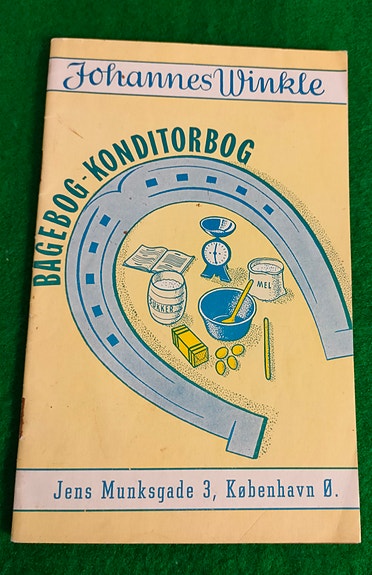 Johannes Winkle
BAGEBOG - KONDITORBOG
MEL
SUKKER
Jens Munksgade 3, København Ø.